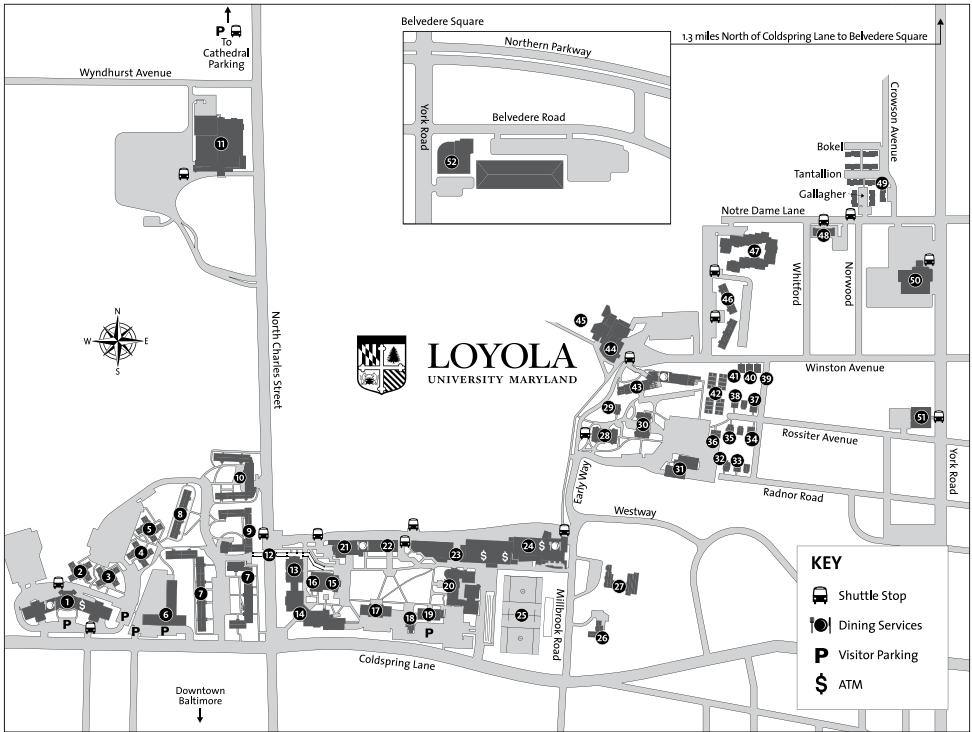 Belvedere Square
P
To
Cathedral
Parking
1.3 miles North of Coldspring Lane to Belvedere Square
Northern Parkway
Wyndhurst Avenue
York Road
Belvedere Road
52
11
Crowson Avenue
Bokel
Tantallion
49
Gallagher
Notre Dame Lane
48
47
Whitford
Norwood
50
46
N
W E
S
North Charles Street
LOYOLA
UNIVERSITY MARYLAND
45
44
Winston Avenue
43
41 40 39
42
38 37
29
30
28
51
36 35 34
Rossiter Avenue
31
32 33
Radnor Road
York Road
Early Way
Westway
10
8
5
9
4
12
21 22 23 $ $ 24 $
2 3
7
13
16 15
20
27
1 $
7
6
14
17
18 19
25
26
Millbrook Road
P P P P
P
Coldspring Lane
Downtown
Baltimore
KEY
Shuttle Stop
Dining Services
P Visitor Parking
$ ATM